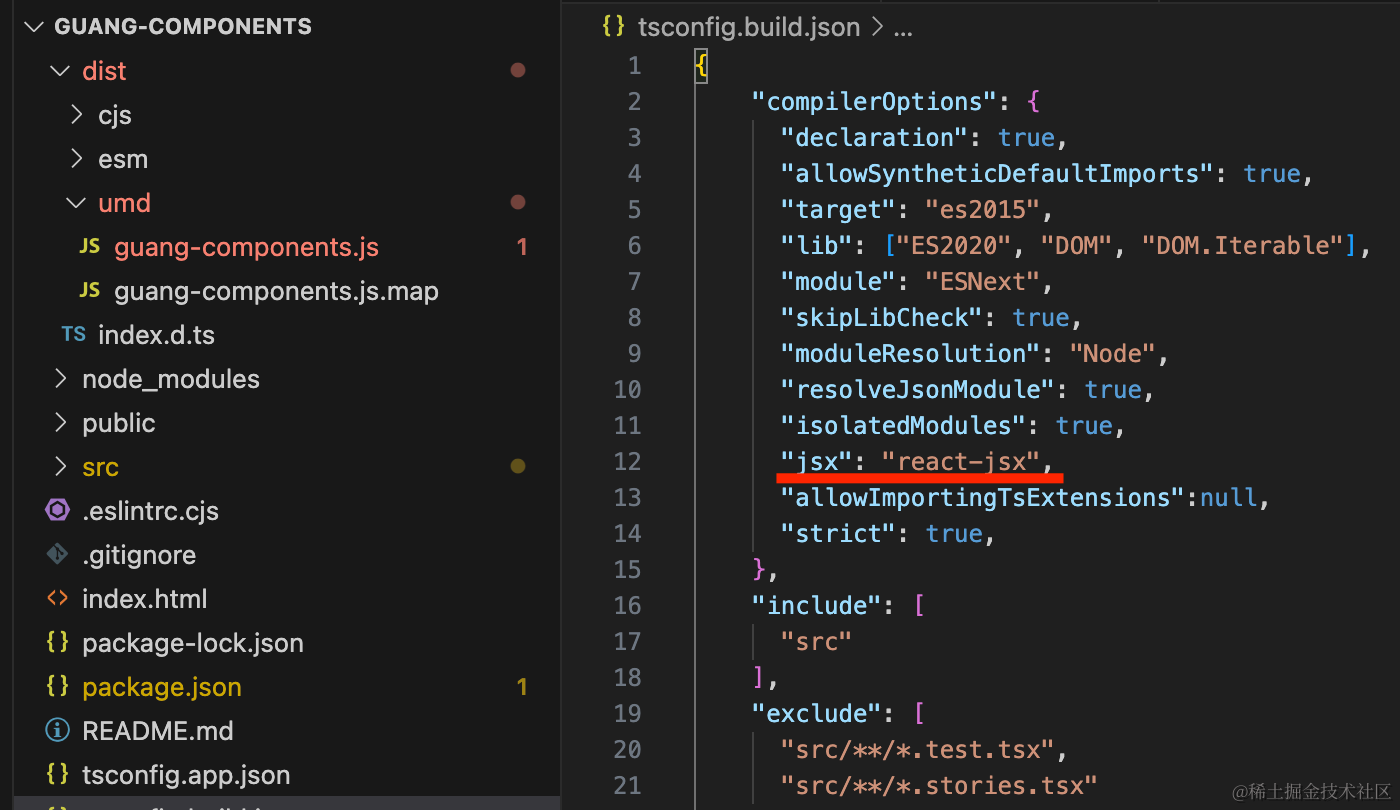 GUANG-COMPONENTS
dist
cjs
esm
umd
JS guang-components.js 1
JS guang-components.js.map
TS index.d.ts
node_modules
public
src
.eslintrc.cjs
.gitignore
<> index.html
{} package-lock.json
{} package.json 1
README.md
{} tsconfig.app.json
{} tsconfig.build.json > ...
1 {
2 "compilerOptions": {
3 "declaration": true,
4 "allowSyntheticDefaultImports": true,
5 "target": "es2015",
6 "lib": ["ES2020", "DOM", "DOM.Iterable"],
7 "module": "ESNext",
8 "skipLibCheck": true,
9 "moduleResolution": "Node",
10 "resolveJsonModule": true,
11 "isolatedModules": true,
12 "jsx": "react-jsx",
13 "allowImportingTsExtensions":null,
14 "strict": true,
15 },
16 "include": [
17 "src"
18 ],
19 "exclude": [
20 "src/**/*.test.tsx",
21 "src/**/*.stories.tsx"
@稀土掘金技术社区